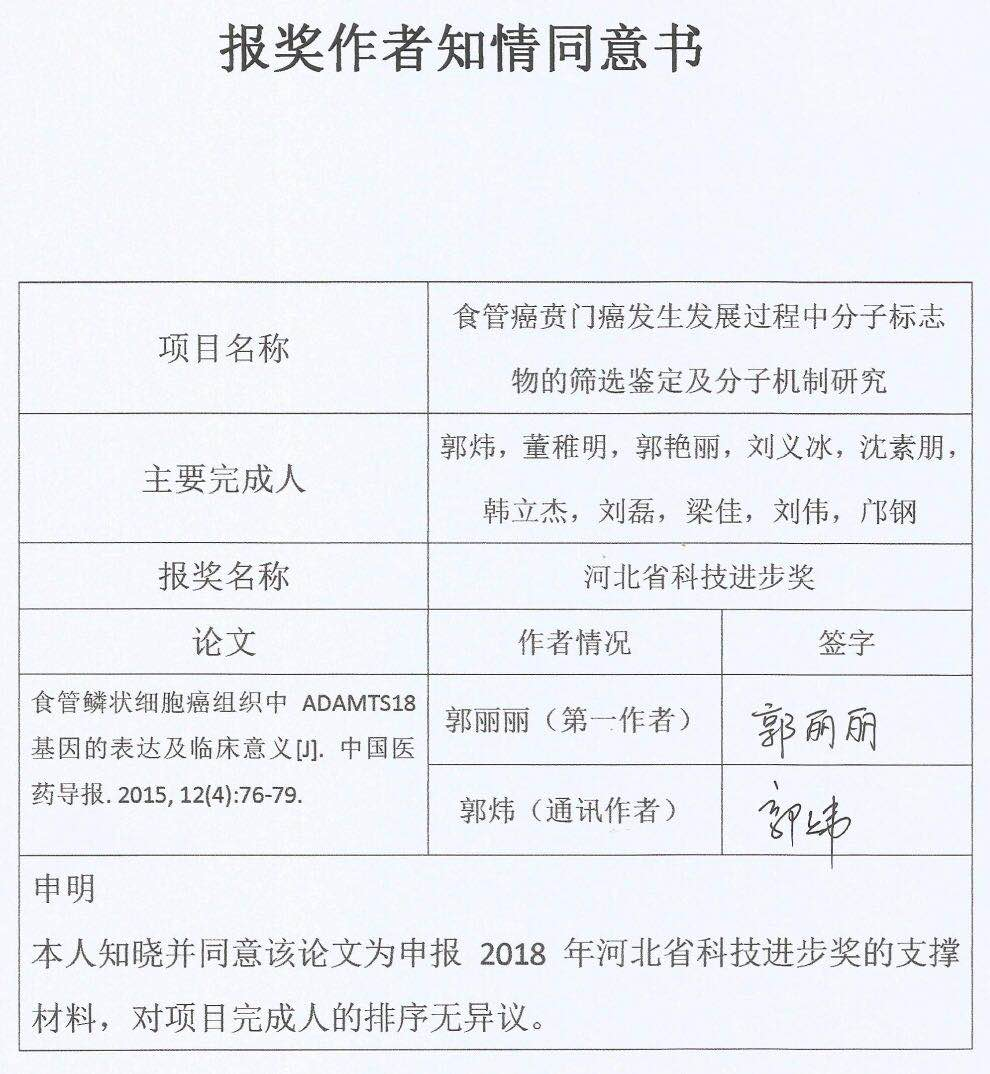 报奖作者知情同意书
项目名称
食管癌贲门癌发生发展过程中分子标志
物的筛选鉴定及分子机制研究
主要完成人
郭炜，董稚明，郭艳丽，刘义冰，沈素朋，
韩立杰，刘磊，梁佳，刘伟，邝钢
报奖名称
河北省科技进步奖
论文
作者情况
签字
食管鳞状细胞癌组织中 ADAMTS18
基因的表达及临床意义[J]. 中国医
药导报. 2015, 12(4):76-79.
郭丽丽（第一作者）
郭丽丽
郭炜（通讯作者）
郭炜
申明
本人知晓并同意该论文为申报 2018 年河北省科技进步奖的支撑
材料，对项目完成人的排序无异议。